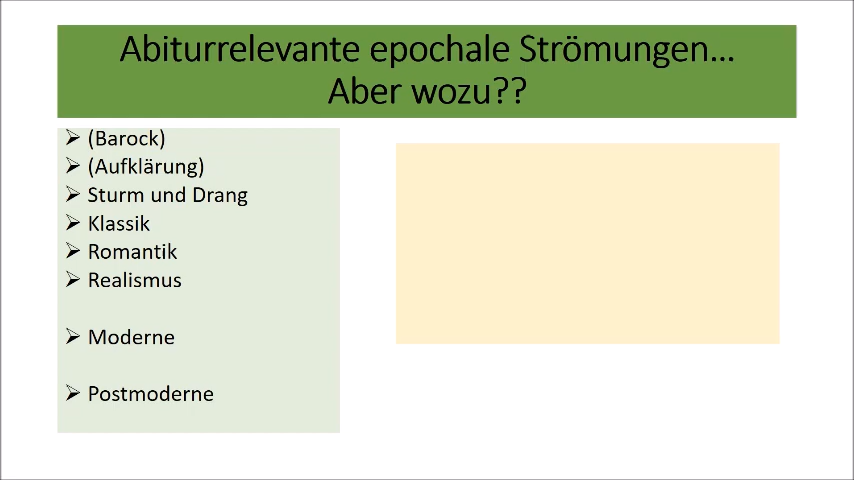 Abiturrelevante epochale Strömungen...
Aber wozu??
➢ (Barock)
➢ (Aufklärung)
➢ Sturm und Drang
➢ Klassik
➢ Romantik
➢ Realismus
➢ Moderne
➢ Postmoderne